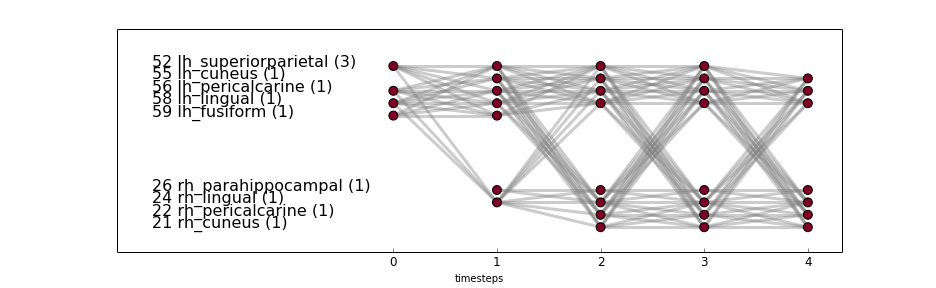 52 lh_superiorparietal (3)
55 lh_cuneus (1)
56 lh_pericalcarine (1)
58 lh_lingual (1)
59 lh_fusiform (1)
26 rh_parahippocampal (1)
24 rh_lingual (1)
22 rh_pericalcarine (1)
21 rh_cuneus (1)
0 1 2 3 4
timesteps